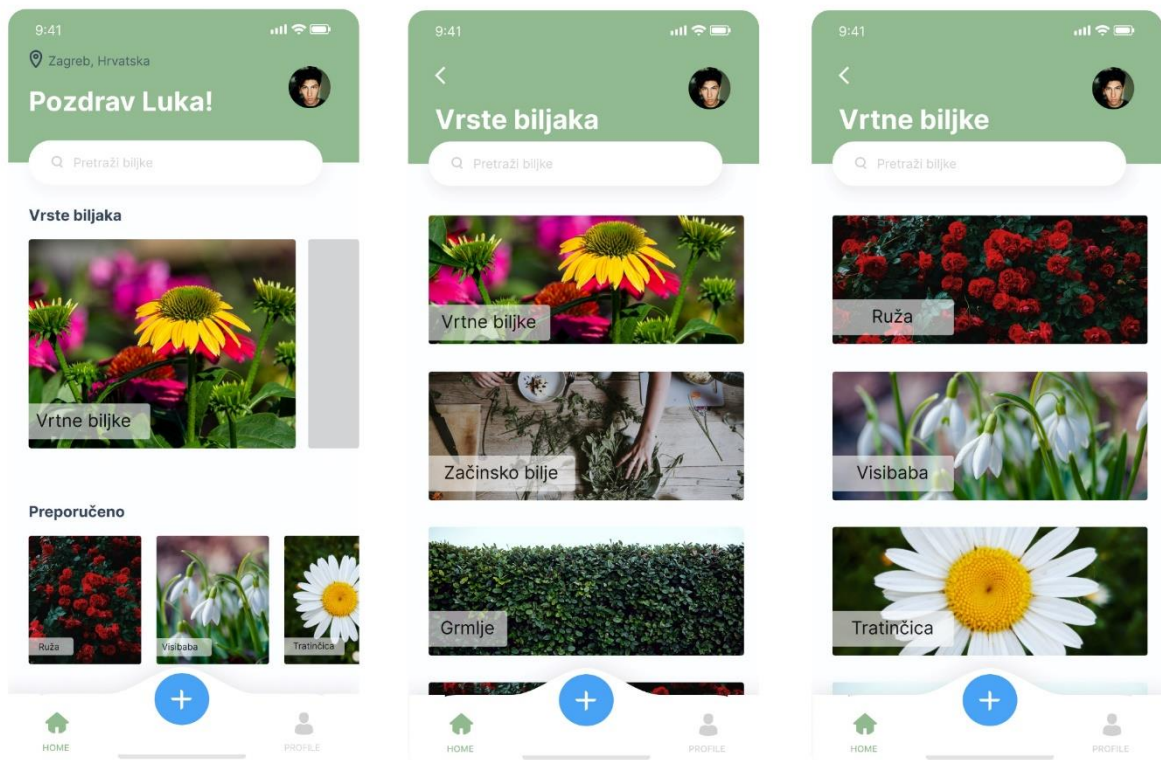 9:41
Zagreb, Hrvatska
Pozdrav Luka!
Pretraži biljke
Vrste biljaka
Vrtne biljke
Preporučeno
Ruža
Visibaba
Tratinčica
HOME
PROFILE
9:41
Vrste biljaka
Pretraži biljke
Vrtne biljke
Začinsko bilje
Grmlje
HOME
PROFILE
9:41
Vrtne biljke
Pretraži biljke
Ruža
Visibaba
Tratinčica
HOME
PROFILE